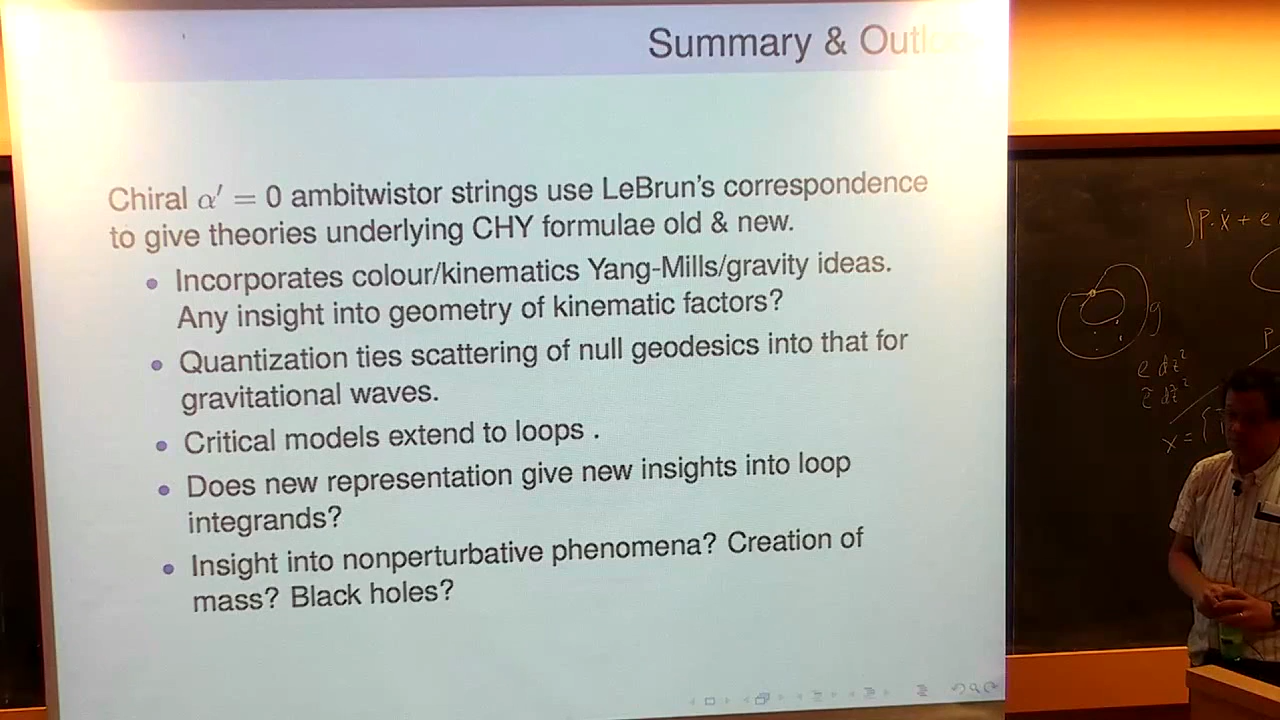 Summary &
Chiral α′ = 0 ambitwistor strings use LeBrun's correspondence
to give theories underlying CHY formulae old & new.
• Incorporates colour/kinematics Yang-Mills/gravity ideas.
Any insight into geometry of kinematic factors?
• Quantization ties scattering of null geodesics into that for
gravitational waves.
• Critical models extend to loops .
• Does new representation give new insights into loop
integrands?
• Insight into nonperturbative phenomena? Creation of
mass? Black holes?
∫p·ẋ + e
g
p
e dz²
ẽ dz̃²
x =